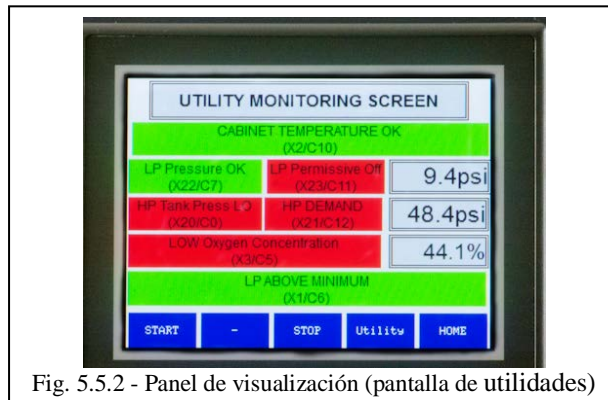 UTILITY MONITORING SCREEN
CABINET TEMPERATURE OK
(X2/C10)
LP Pressure OK
(X22/C7)
LP Permissive Off
(X23/C11)
9.4psi
HP Tank Press LO
(X20/C0)
HP DEMAND
(X21/C12)
48.4psi
LOW Oxygen Concentration
(X3/C5)
44.1%
LP ABOVE MINIMUM
(X1/C6)
START - STOP Utility HOME
Fig. 5.5.2 - Panel de visualización (pantalla de utilidades)